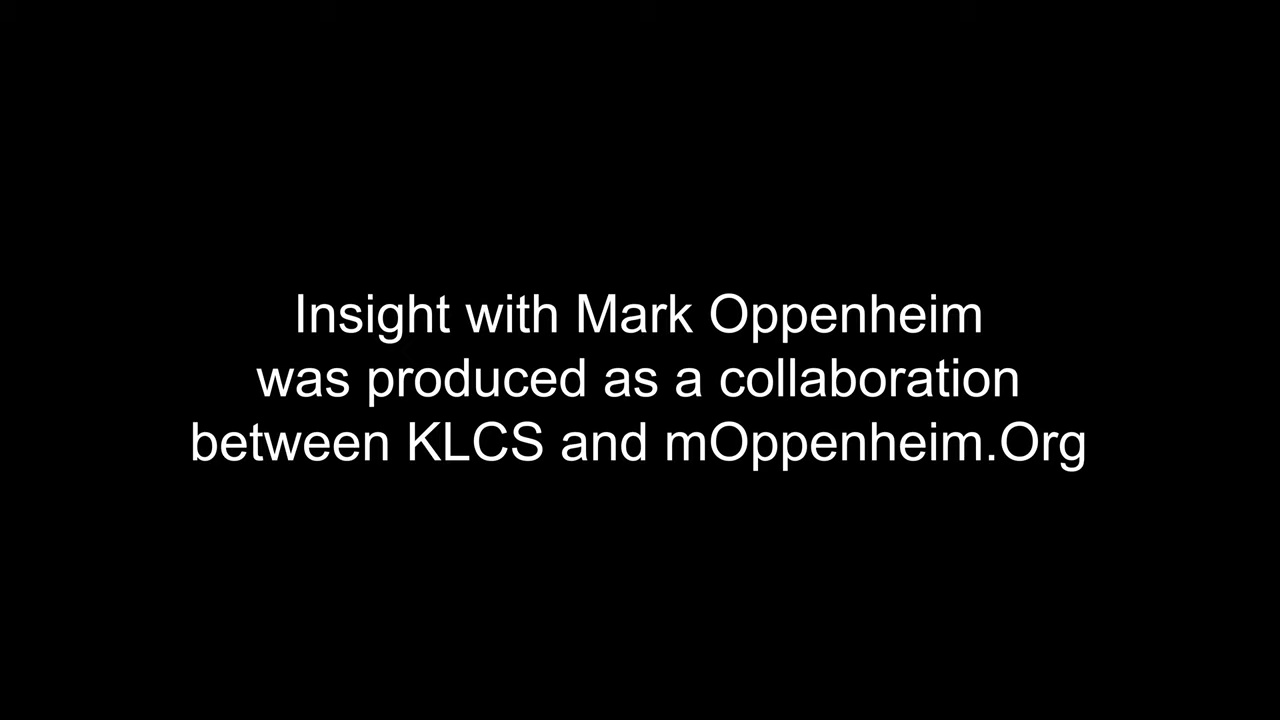 Insight with Mark Oppenheim
was produced as a collaboration
between KLCS and mOppenheim.Org